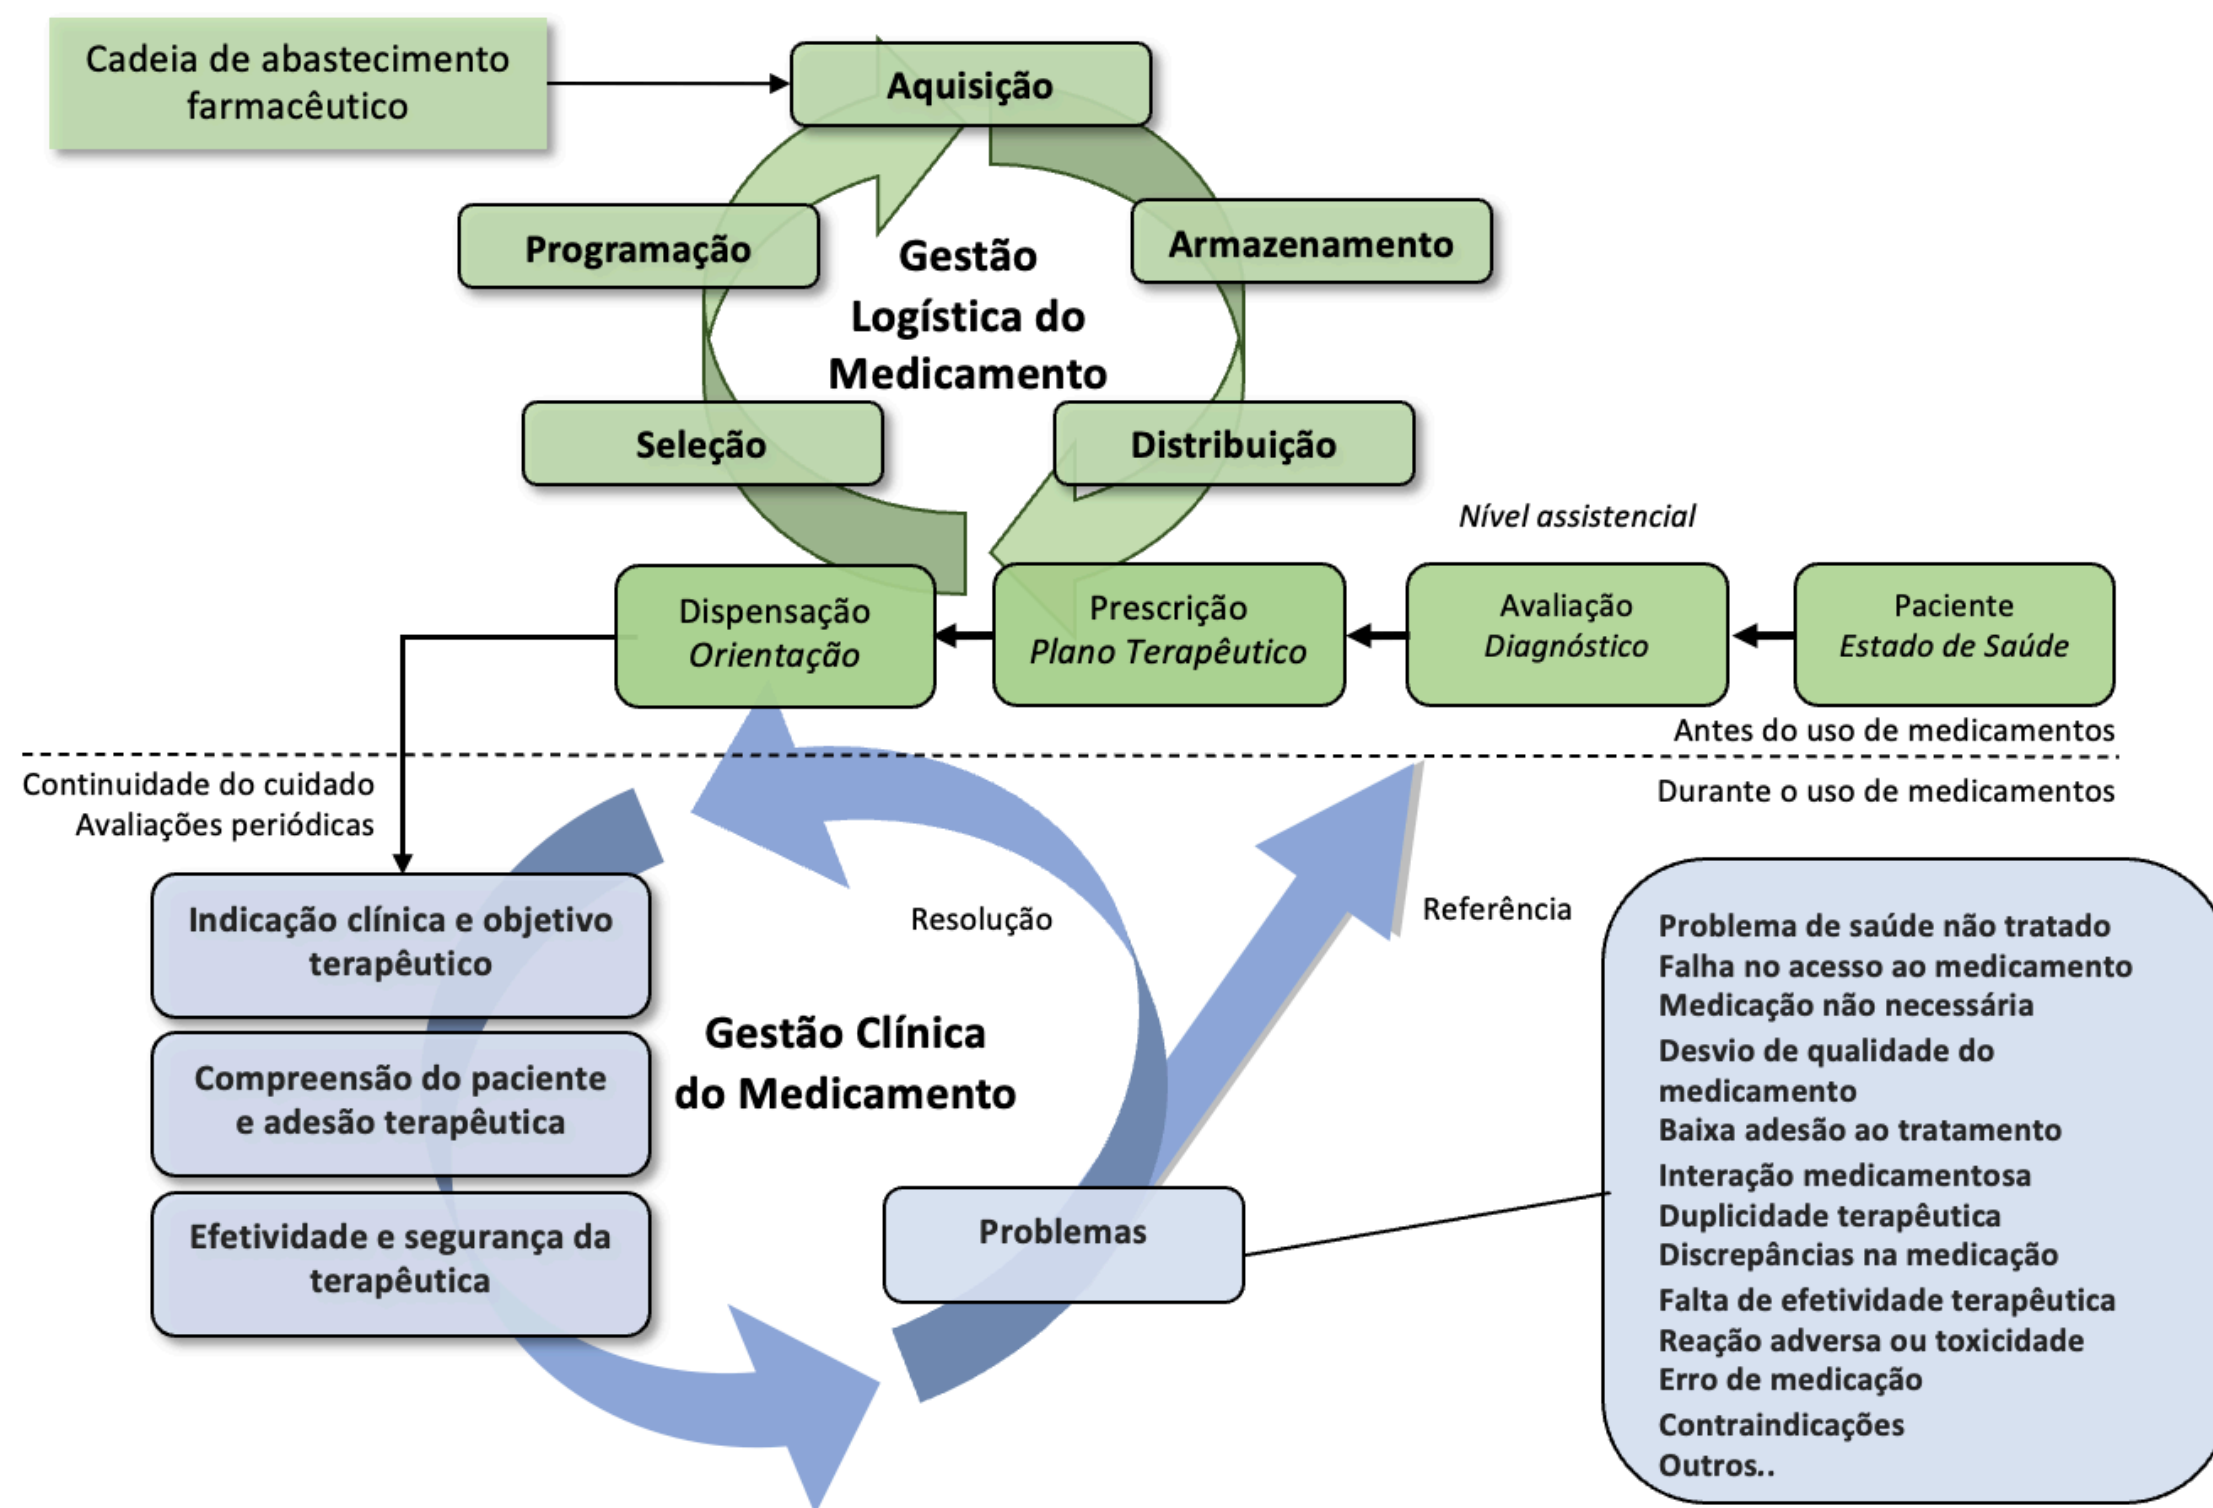 Cadeia de abastecimento
farmacêutico
Aquisição
Programação
Armazenamento
Gestão
Logística do
Medicamento
Seleção
Distribuição
Nível assistencial
Dispensação
Orientação
Prescrição
Plano Terapêutico
Avaliação
Diagnóstico
Paciente
Estado de Saúde
Antes do uso de medicamentos
Continuidade do cuidado
Avaliações periódicas
Durante o uso de medicamentos
Indicação clínica e objetivo
terapêutico
Compreensão do paciente
e adesão terapêutica
Efetividade e segurança da
terapêutica
Resolução
Referência
Gestão Clínica
do Medicamento
Problemas
Problema de saúde não tratado
Falha no acesso ao medicamento
Medicação não necessária
Desvio de qualidade do
medicamento
Baixa adesão ao tratamento
Interação medicamentosa
Duplicidade terapêutica
Discrepâncias na medicação
Falta de efetividade terapêutica
Reação adversa ou toxicidade
Erro de medicação
Contraindicações
Outros..